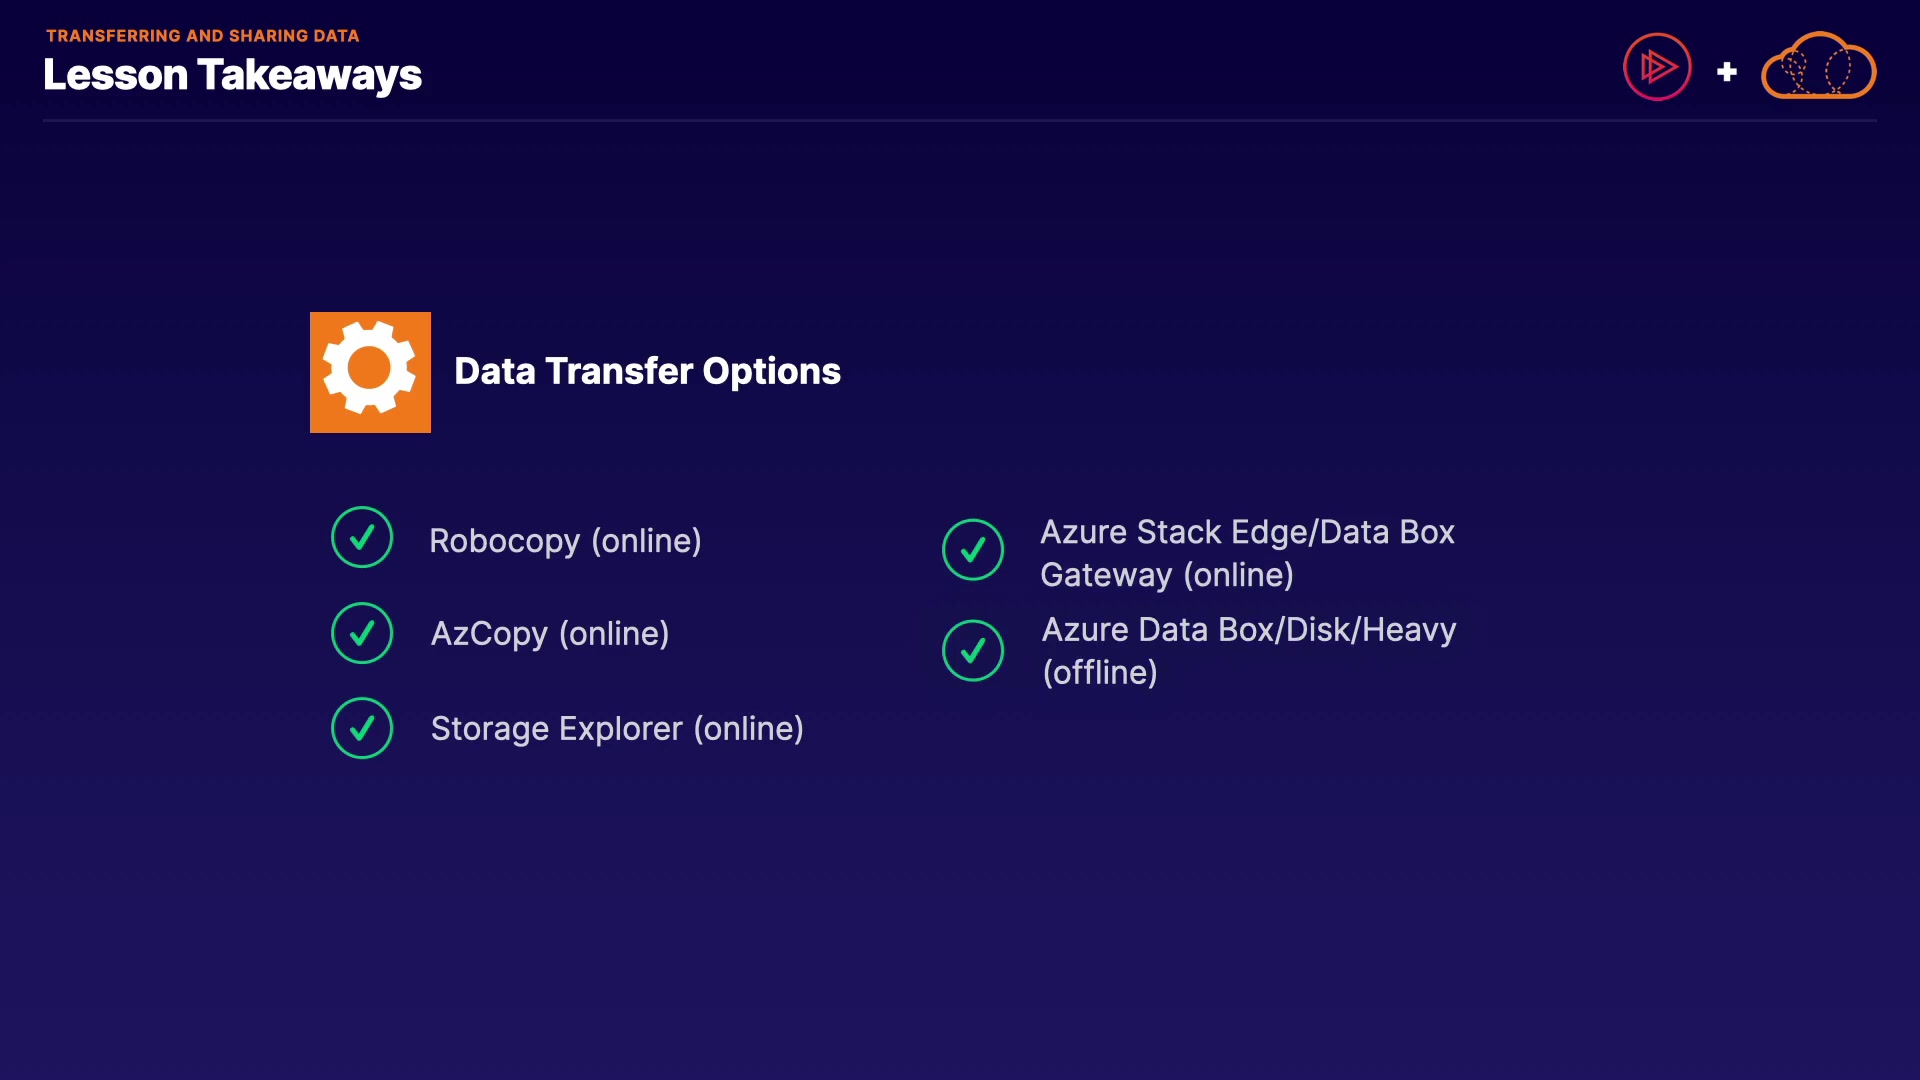 TRANSFERRING AND SHARING DATA
Lesson Takeaways
Data Transfer Options
Robocopy (online)
AzCopy (online)
Storage Explorer (online)
Azure Stack Edge/Data Box
Gateway (online)
Azure Data Box/Disk/Heavy
(offline)